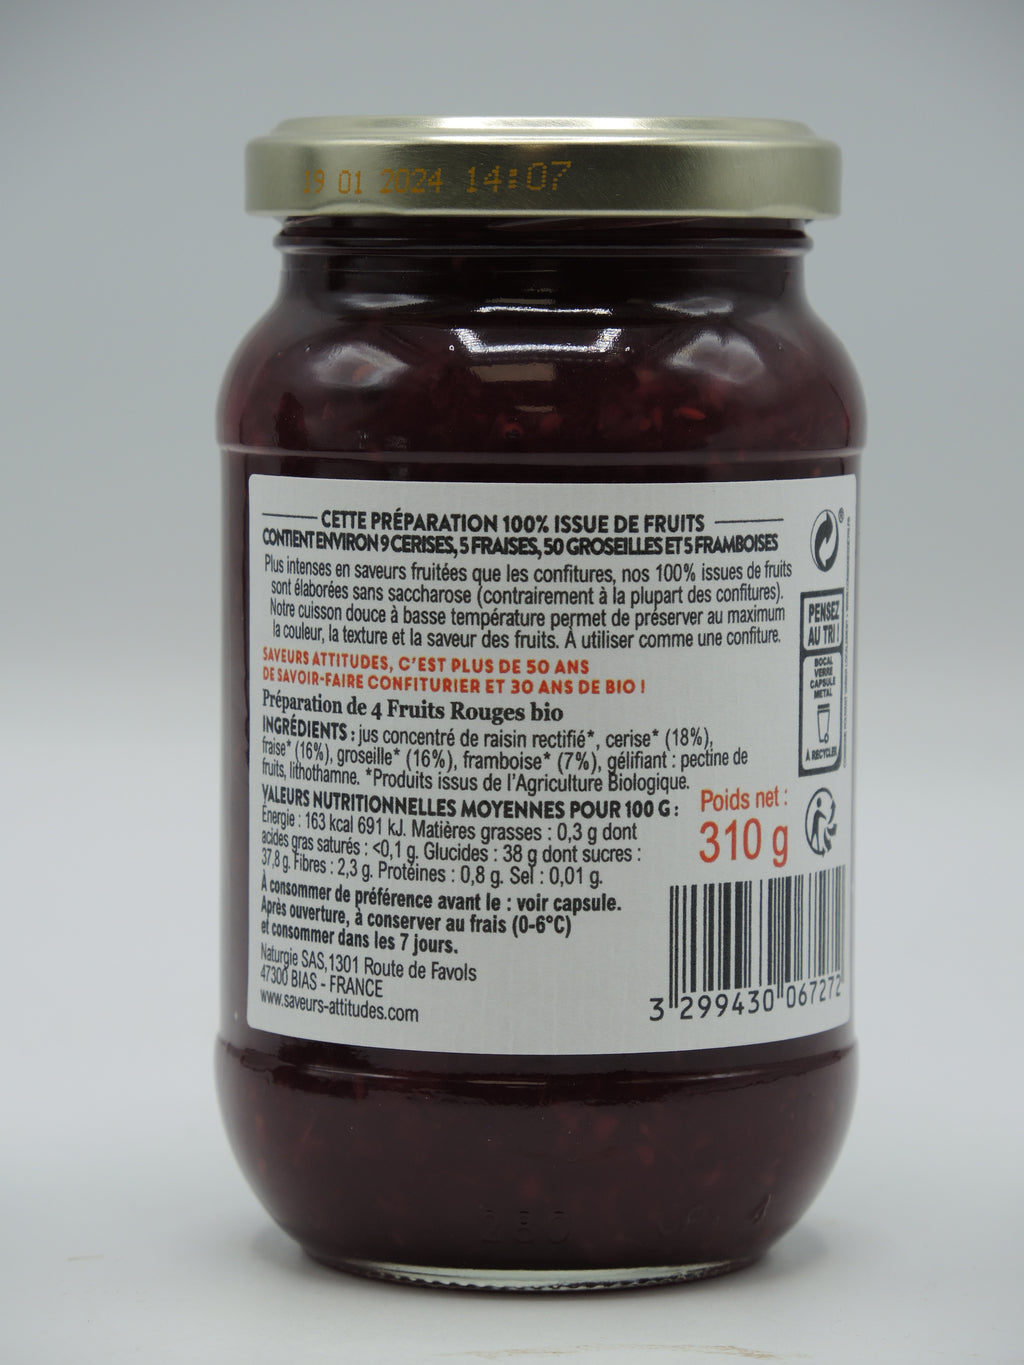 19 01 2024 14:07
CETTE PRÉPARATION 100% ISSUE DE FRUITS
CONTIENT ENVIRON 9 CERISES, 5 FRAISES, 50 GROSEILLES ET 5 FRAMBOISES
Plus intenses en saveurs fruitées que les confitures, nos 100% issues de fruits
sont élaborées sans saccharose (contrairement à la plupart des confitures).
Notre cuisson douce à basse température permet de préserver au maximum
la couleur, la texture et la saveur des fruits. À utiliser comme une confiture.
SAVEURS ATTITUDES, C'EST PLUS DE 50 ANS
DE SAVOIR-FAIRE CONFITURIER ET 30 ANS DE BIO !
Préparation de 4 Fruits Rouges bio
INGRÉDIENTS : jus concentré de raisin rectifié*, cerise* (18%),
fraise* (16%), groseille* (16%), framboise* (7%), gélifiant : pectine de
fruits, lithothamne. *Produits issus de l'Agriculture Biologique.
VALEURS NUTRITIONNELLES MOYENNES POUR 100 G :
Énergie : 163 kcal 691 kJ. Matières grasses : 0,3 g dont
acides gras saturés : <0,1 g. Glucides : 38 g dont sucres :
37,8 g. Fibres : 2,3 g. Protéines : 0,8 g. Sel : 0,01 g.
À consommer de préférence avant le : voir capsule.
Après ouverture, à conserver au frais (0-6°C)
et consommer dans les 7 jours.
Naturgie SAS, 1301 Route de Favols
47300 BIAS - FRANCE
www.saveurs-attitudes.com
®
PENSEZ
AU TRI !
BOCAL
VERRE
CAPSULE
METAL
À RECYCLER
Poids net :
310 g
3 299430 067272
280